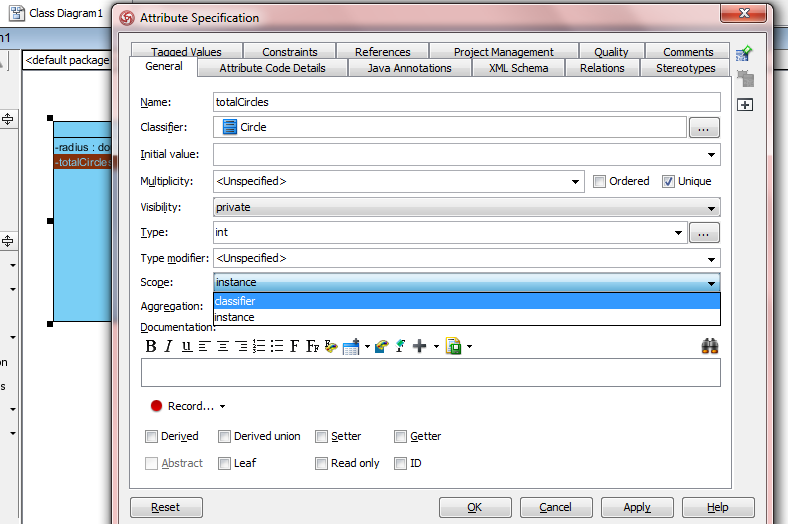 Class Diagram1
Attribute Specification
Tagged Values Constraints References Project Management Quality Comments
General Attribute Code Details Java Annotations XML Schema Relations Stereotypes
<default package
Name: totalCircles
Classifier: Circle ...
-radius : do
-totalCircles
Initial value:
Multiplicity: <Unspecified> Ordered Unique
Visibility: private
Type: int ...
Type modifier: <Unspecified>
Scope: instance
classifier
Aggregation: instance
Documentation:
B I u F
Record...
Derived Derived union Setter Getter
Abstract Leaf Read only ID
Reset OK Cancel Apply Help